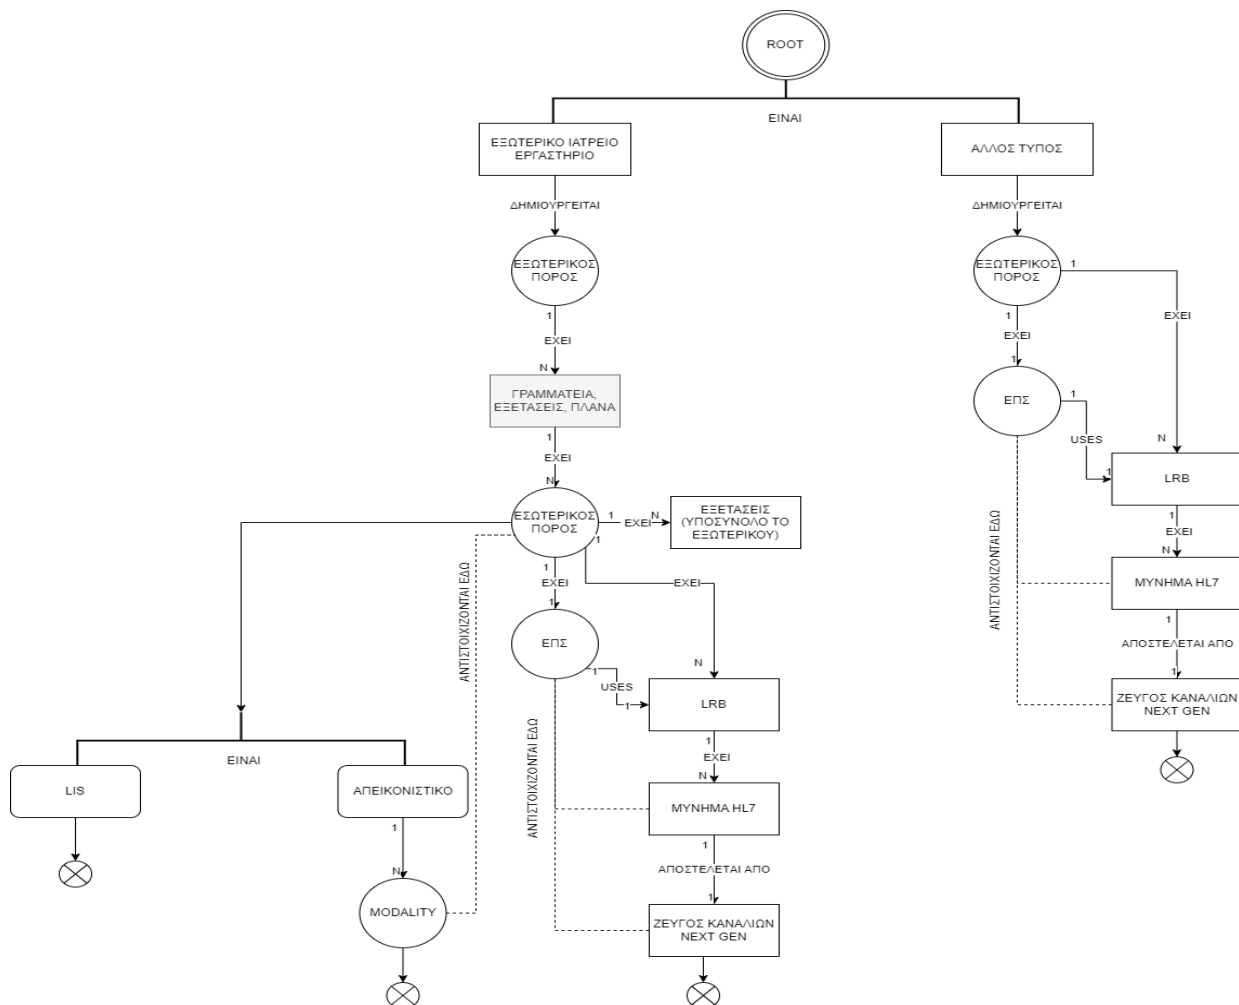 ROOT
ΕΙΝΑΙ
ΕΞΩΤΕΡΙΚΟ ΙΑΤΡΕΙΟ
ΕΡΓΑΣΤΗΡΙΟ
ΑΛΛΟΣ ΤΥΠΟΣ
ΔΗΜΙΟΥΡΓΕΙΤΑΙ
ΔΗΜΙΟΥΡΓΕΙΤΑΙ
ΕΞΩΤΕΡΙΚΟΣ
ΠΟΡΟΣ
ΕΞΩΤΕΡΙΚΟΣ
ΠΟΡΟΣ
1
1
ΕΧΕΙ
N
1
ΕΧΕΙ
1
ΕΧΕΙ
N
ΓΡΑΜΜΑΤΕΙΑ,
ΕΞΕΤΑΣΕΙΣ, ΠΛΑΝΑ
ΕΠΣ
1
USES
1
LRB
1
ΕΧΕΙ
N
1
ΕΧΕΙ
N
ΕΣΩΤΕΡΙΚΟΣ
ΠΟΡΟΣ
1
ΕΧΕΙ
N
ΕΞΕΤΑΣΕΙΣ
(ΥΠΟΣΥΝΟΛΟ ΤΟ
ΕΞΩΤΕΡΙΚΟΥ)
1
ΜΥΝΗΜΑ HL7
ΑΝΤΙΣΤΟΙΧΙΖΟΝΤΑΙ ΕΔΩ
1
ΑΠΟΣΤΕΛΕΤΑΙ ΑΠΟ
1
ΖΕΥΓΟΣ ΚΑΝΑΛΙΩΝ
NEXT GEN
1
ΕΧΕΙ
1
ΕΧΕΙ
N
ΑΝΤΙΣΤΟΙΧΙΖΟΝΤΑΙ ΕΔΩ
ΕΠΣ
1
USES
1
LRB
1
ΕΧΕΙ
N
ΑΝΤΙΣΤΟΙΧΙΖΟΝΤΑΙ ΕΔΩ
ΜΥΝΗΜΑ HL7
1
ΑΠΟΣΤΕΛΕΤΑΙ ΑΠΟ
1
ΖΕΥΓΟΣ ΚΑΝΑΛΙΩΝ
NEXT GEN
ΕΙΝΑΙ
LIS
ΑΠΕΙΚΟΝΙΣΤΙΚΟ
1
N
MODALITY